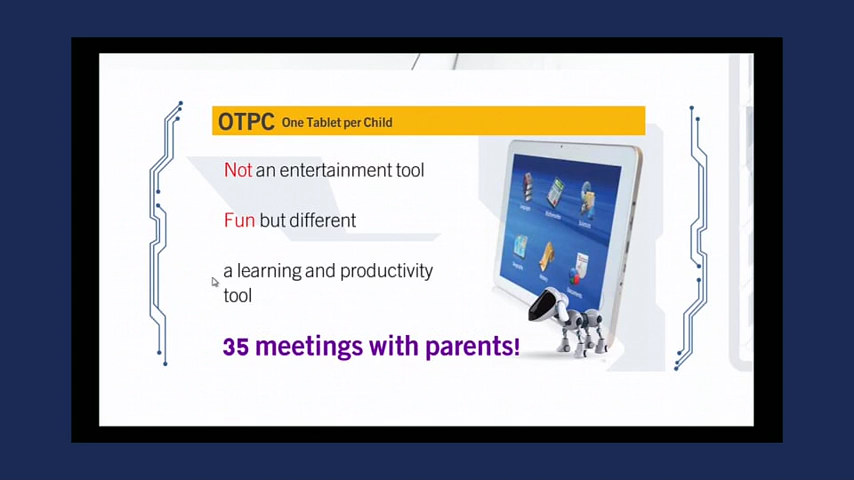 OTPC One Tablet per Child
Not an entertainment tool
Fun but different
a learning and productivity
tool
35 meetings with parents!